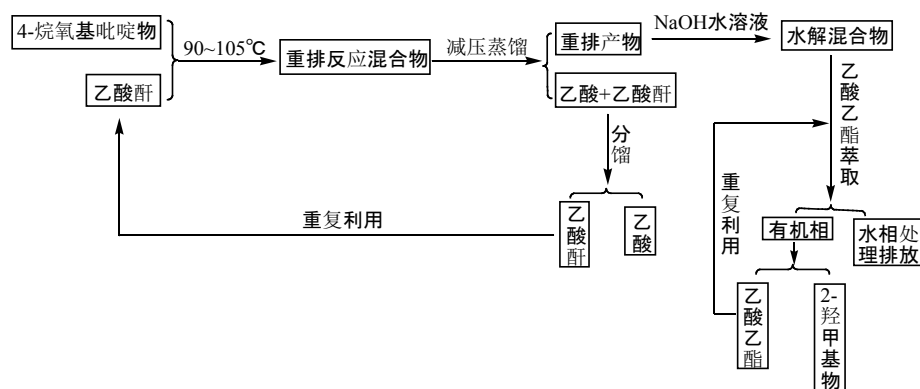 4-烷氧基吡啶物
乙酸酐
90~105℃
重排反应混合物
减压蒸馏
重排产物
乙酸+乙酸酐
NaOH水溶液
水解混合物
分馏
乙酸酐
乙酸
重复利用
乙酸乙酯萃取
有机相
水相处
理排放
乙酸乙酯
2-羟甲基物
重复利用